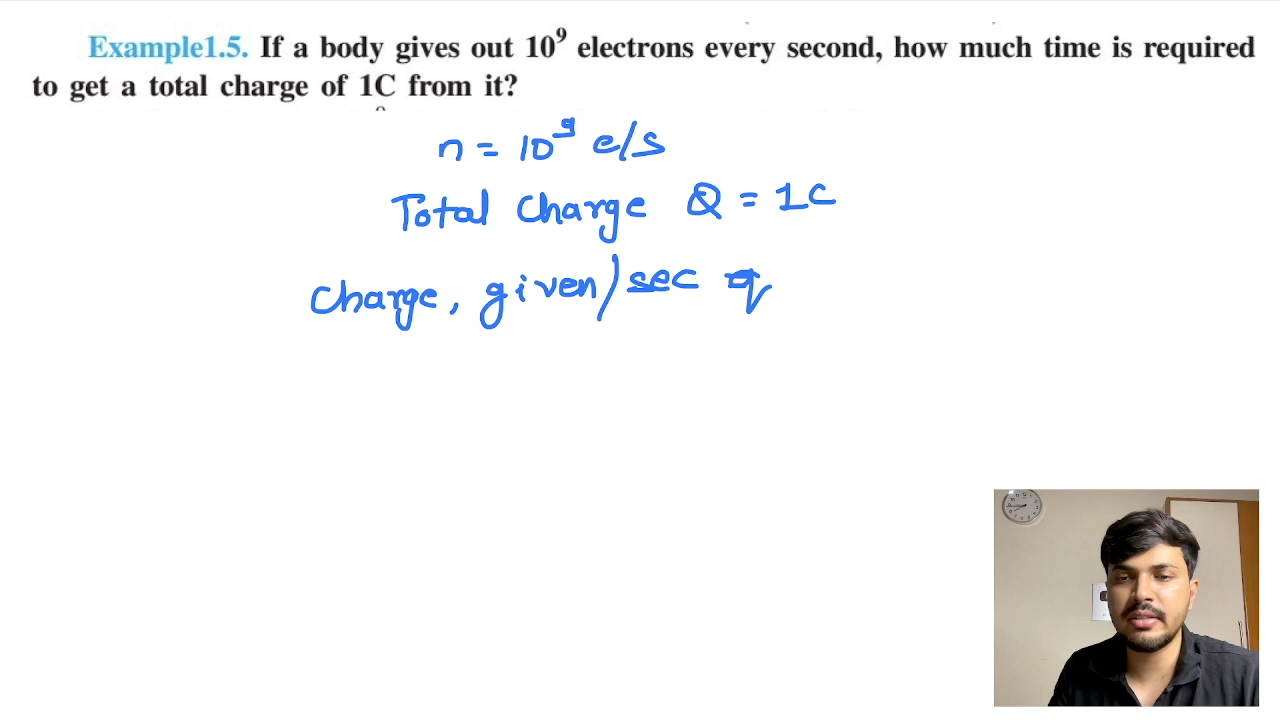 Example1.5. If a body gives out 10⁹ electrons every second, how much time is required
to get a total charge of 1C from it?
n = 10⁹ e/s
Total Charge Q = 1C
Charge, given/sec q